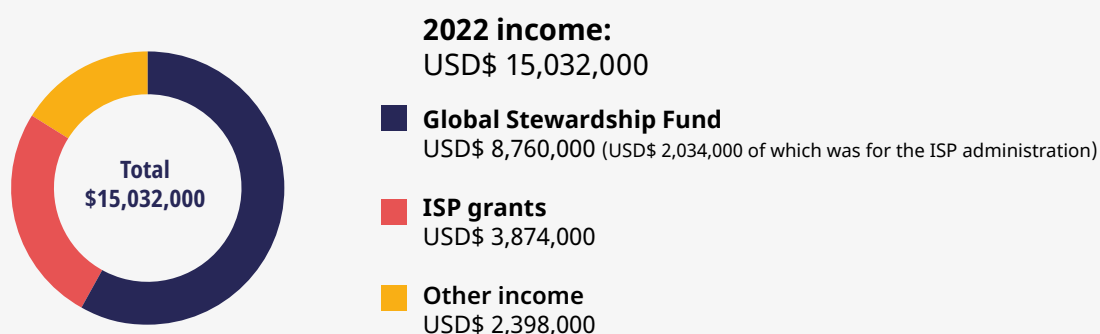 2022 income:
USD$ 15,032,000
Total
$15,032,000
Global Stewardship Fund
USD$ 8,760,000 (USD$ 2,034,000 of which was for the ISP administration)
ISP grants
USD$ 3,874,000
Other income
USD$ 2,398,000